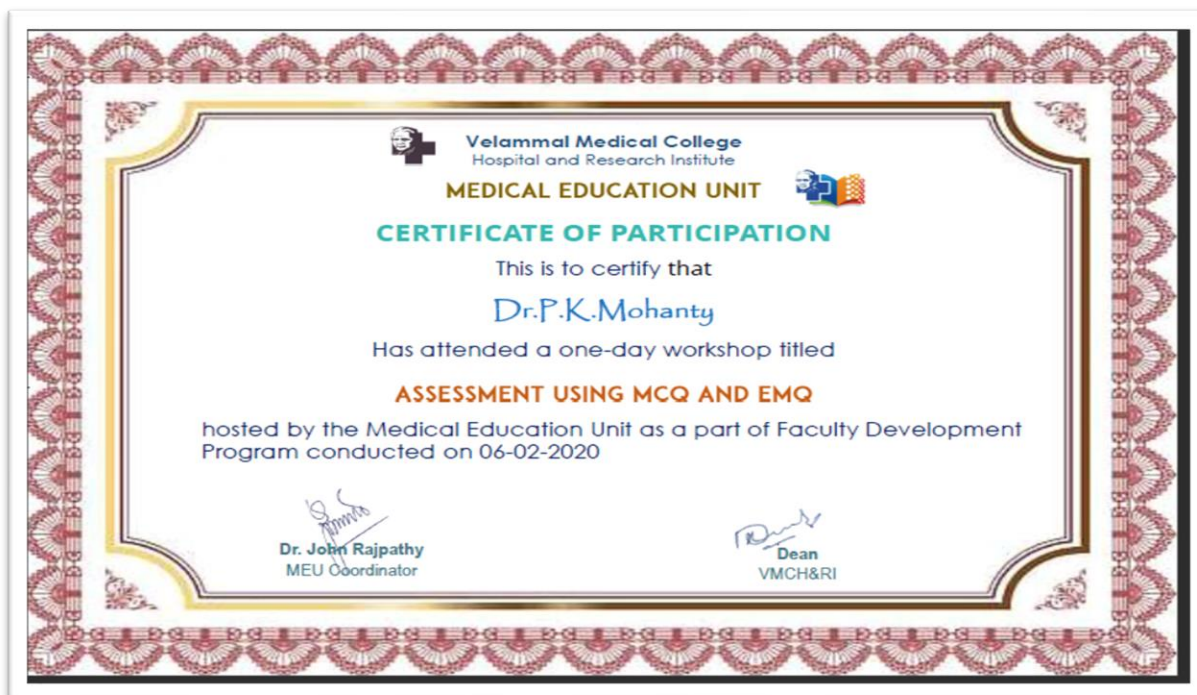 Velammal Medical College
Hospital and Research Institute
MEDICAL EDUCATION UNIT
CERTIFICATE OF PARTICIPATION
This is to certify that
Dr.P.K.Mohanty
Has attended a one-day workshop titled
ASSESSMENT USING MCQ AND EMQ
hosted by the Medical Education Unit as a part of Faculty Development
Program conducted on 06-02-2020
Dr. John Rajpathy
MEU Coordinator
Dean
VMCH&RI